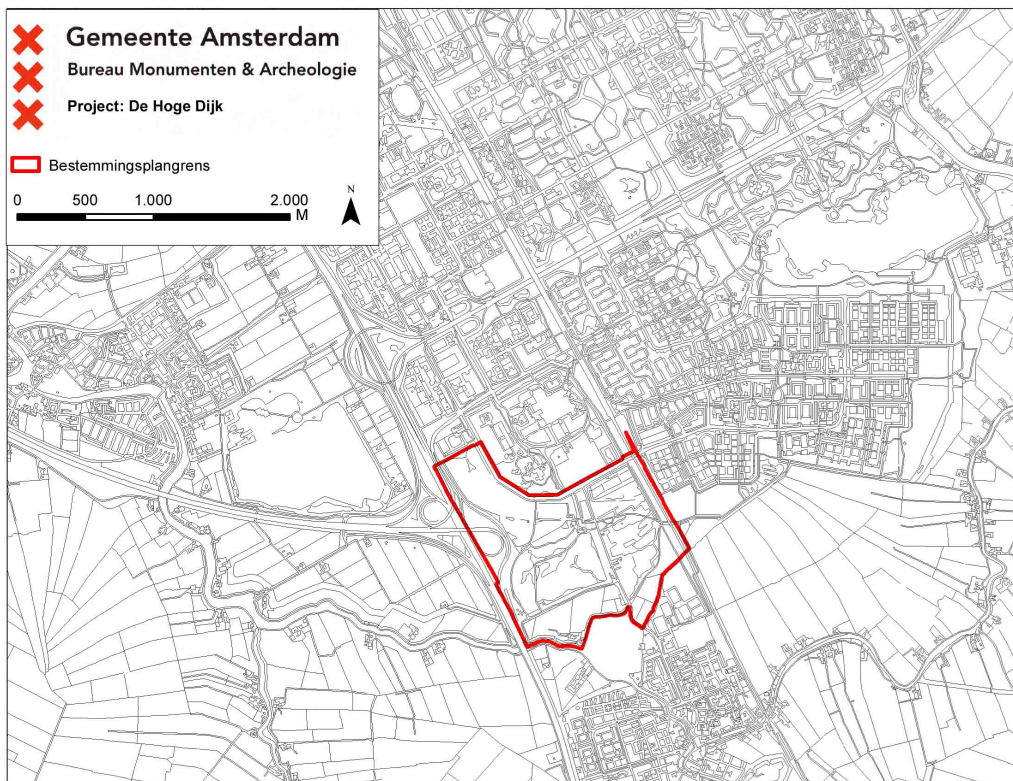 Gemeente Amsterdam
Bureau Monumenten & Archeologie
Project: De Hoge Dijk
Bestemmingsplangrens
0 500 1.000 2.000
M
N